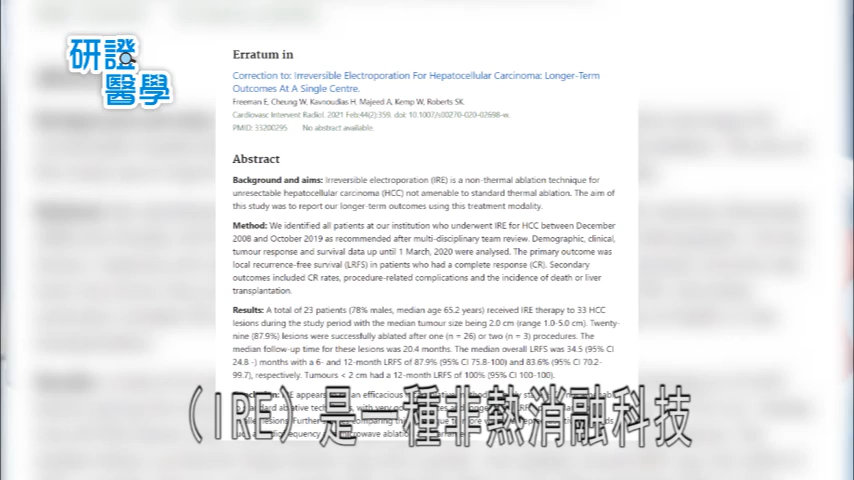 研證
醫學
Erratum in
Correction to: Irreversible Electroporation For Hepatocellular Carcinoma: Longer-Term
Outcomes At A Single Centre.
Freeman E, Cheung W, Kavnoudias H, Majeed A, Kemp W, Roberts SK.
Cardiovasc Intervent Radiol. 2021 Feb;44(2):359. doi: 10.1007/s00270-020-02698-w.
PMID: 33200295 No abstract available.
Abstract
Background and aims: Irreversible electroporation (IRE) is a non-thermal ablation technique for
unresectable hepatocellular carcinoma (HCC) not amenable to standard thermal ablation. The aim of
this study was to report our longer-term outcomes using this treatment modality.
Method: We identified all patients at our institution who underwent IRE for HCC between December
2008 and October 2019 as recommended after multi-disciplinary team review. Demographic, clinical,
tumour response and survival data up until 1 March, 2020 were analysed. The primary outcome was
local recurrence-free survival (LRFS) in patients who had a complete response (CR). Secondary
outcomes included CR rates, procedure-related complications and the incidence of death or liver
transplantation.
Results: A total of 23 patients (78% males, median age 65.2 years) received IRE therapy to 33 HCC
lesions during the study period with the median tumour size being 2.0 cm (range 1.0-5.0 cm). Twenty-
nine (87.9%) lesions were successfully ablated after one (n = 26) or two (n = 3) procedures. The
median follow-up time for these lesions was 20.4 months. The median overall LRFS was 34.5 (95% CI
24.8 -) months with a 6- and 12-month LRFS of 87.9% (95% CI 75.8-100) and 83.6% (95% CI 70.2-
99.7), respectively. Tumours < 2 cm had a 12-month LRFS of 100% (95% CI 100-100).
（IRE）是一種非熱消融科技